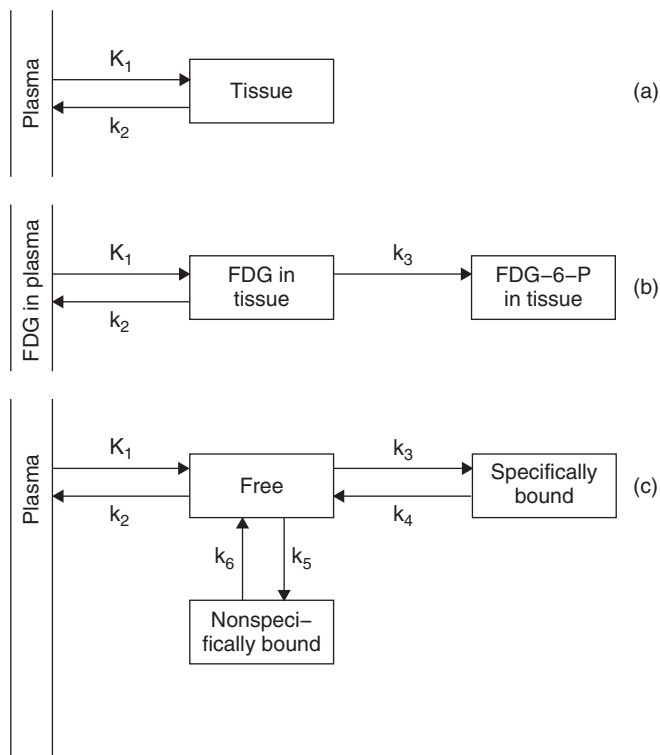 Plasma
K₁
k₂
Tissue
(a)
FDG in plasma
K₁
k₂
FDG in
tissue
k₃
FDG–6–P
in tissue
(b)
Plasma
K₁
k₂
Free
k₃
k₄
Specifically
bound
(c)
k₆
k₅
Nonspeci–
fically bound